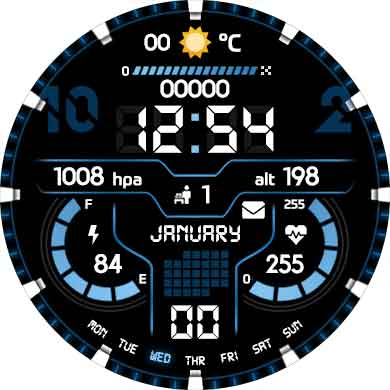 00 °C
0 %
00000
10 2
12:54
1008 hpa alt 198
1
F 255
JANUARY
84 255
E 0
00
MON TUE WED THR FRI SAT SUN